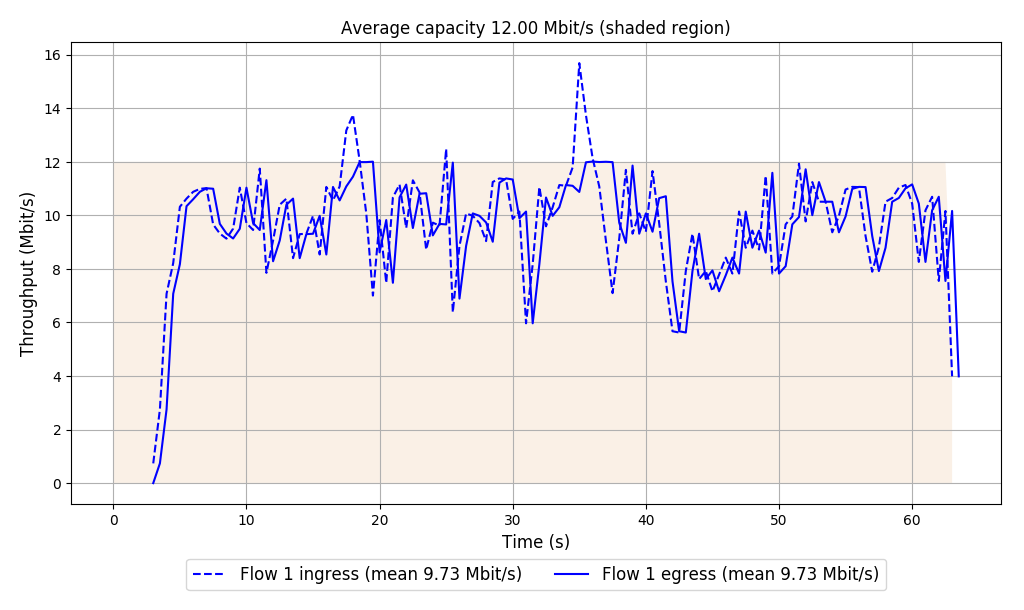 Average capacity 12.00 Mbit/s (shaded region)
16
14
12
10
8
6
4
2
0
Throughput (Mbit/s)
0 10 20 30 40 50 60
Time (s)
Flow 1 ingress (mean 9.73 Mbit/s) Flow 1 egress (mean 9.73 Mbit/s)